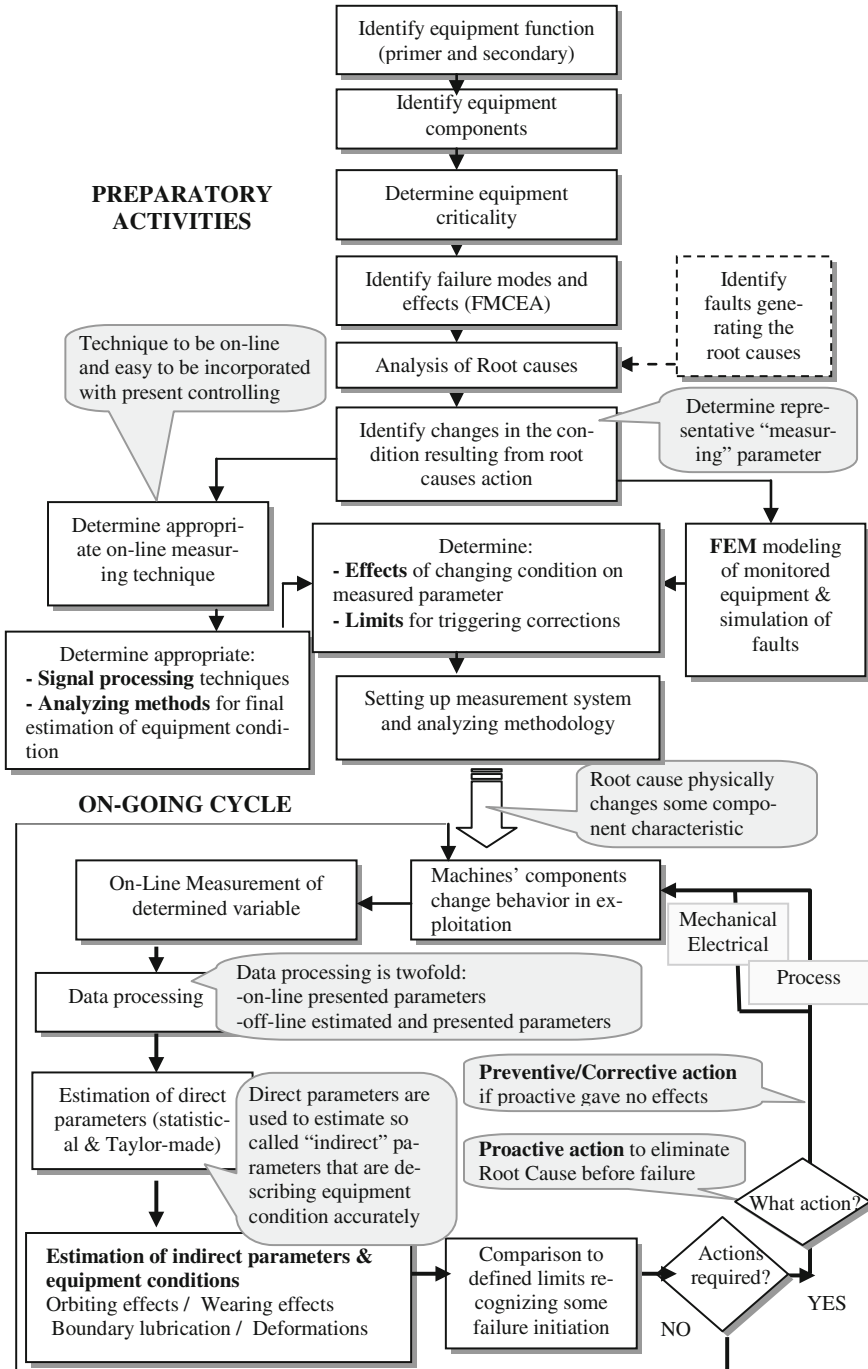 Identify equipment function
(primer and secondary)
Identify equipment
components
PREPARATORY
ACTIVITIES
Determine equipment
criticality
Identify failure modes and
effects (FMCEA)
Identify
faults gene-
rating the
root causes
Technique to be on-line
and easy to be incorporated
with present controlling
Analysis of Root causes
Identify changes in the con-
dition resulting from root
causes action
Determine repre-
sentative “measur-
ing” parameter
Determine appropri-
ate on-line measur-
ing technique
Determine:
- Effects of changing condition on
measured parameter
- Limits for triggering corrections
FEM modeling
of monitored
equipment &
simulation of
faults
Determine appropriate:
- Signal processing techniques
- Analyzing methods for final
estimation of equipment condi-
tion
Setting up measurement system
and analyzing methodology
Root cause physically
changes some compo-
nent characteristic
ON-GOING CYCLE
On-Line Measurement of
determined variable
Machines’ components
change behavior in ex-
ploitation
Mechanical
Electrical
Process
Data processing
Data processing is twofold:
-on-line presented parameters
-off-line estimated and presented parameters
Estimation of direct
parameters (statistic-
al & Taylor-made)
Direct parameters are
used to estimate so
called “indirect” pa-
rameters that are de-
scribing equipment
condition accurately
Preventive/Corrective action
if proactive gave no effects
Proactive action to eliminate
Root Cause before failure
What action?
Estimation of indirect parameters &
equipment conditions
Orbiting effects / Wearing effects
Boundary lubrication / Deformations
Comparison to
defined limits re-
cognizing some
failure initiation
Actions
required?
YES
NO